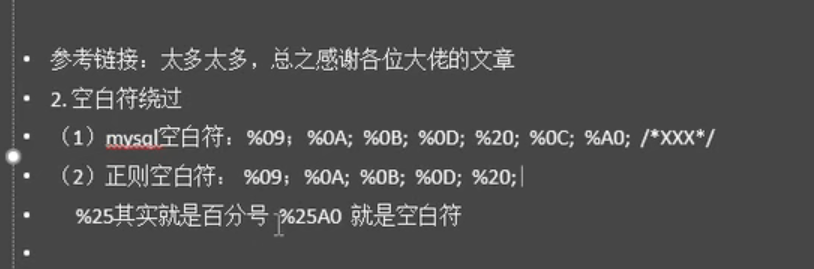 参考链接：太多太多，总之感谢各位大佬的文章
2. 空白符绕过
（1）mysql空白符：%09；%0A; %0B; %0D; %20; %0C; %A0; /*XXX*/
（2）正则空白符： %09；%0A; %0B; %0D; %20;
%25其实就是百分号 %25A0 就是空白符